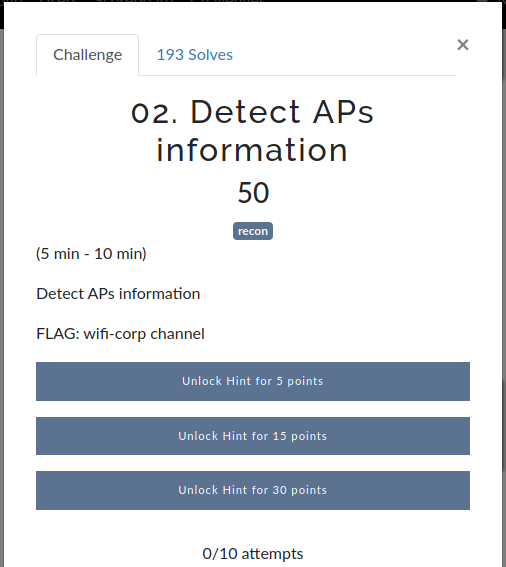 Challenge
193 Solves
×
02. Detect APs
information
50
recon
(5 min - 10 min)
Detect APs information
FLAG: wifi-corp channel
Unlock Hint for 5 points
Unlock Hint for 15 points
Unlock Hint for 30 points
0/10 attempts